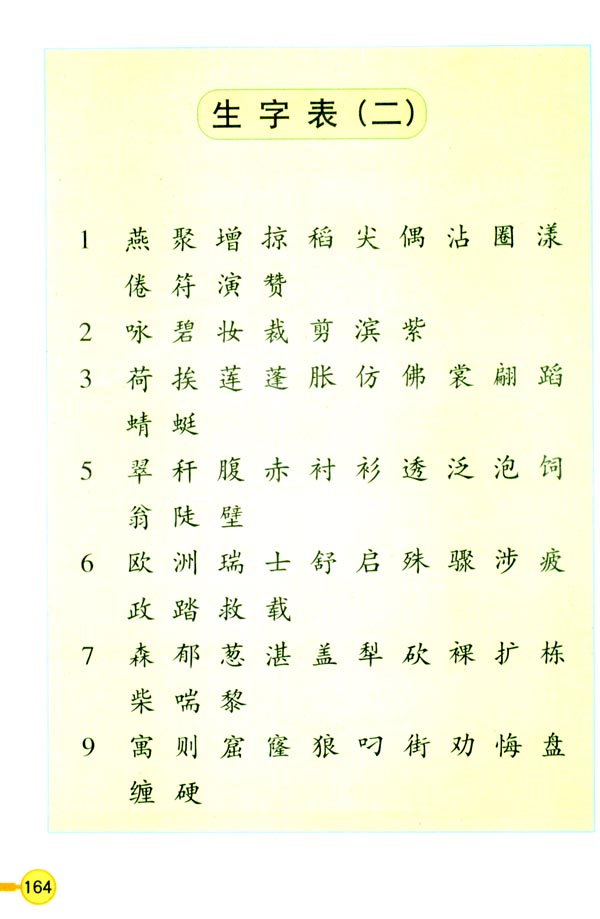 生字表（二）
1 燕 聚 增 掠 稻 尖 偶 沾 圈 漾
倦 符 演 赞
2 咏 碧 妆 裁 剪 滨 紫
3 荷 挨 莲 蓬 胀 仿 佛 裳 翩 蹈
蜻 蜓
5 翠 秆 腹 赤 衬 衫 透 泛 泡 饲
翁 陡 壁
6 欧 洲 瑞 士 舒 启 殊 骤 涉 疲
政 踏 救 载
7 森 郁 葱 湛 盖 犁 砍 裸 扩 栋
柴 喘 黎
9 寓 则 窟 窿 狼 叼 街 劝 悔 盘
缠 硬
164